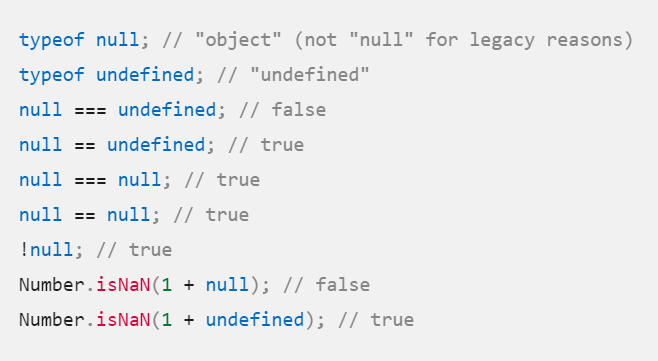 typeof null; // "object" (not "null" for legacy reasons)
typeof undefined; // "undefined"
null === undefined; // false
null == undefined; // true
null === null; // true
null == null; // true
!null; // true
Number.isNaN(1 + null); // false
Number.isNaN(1 + undefined); // true